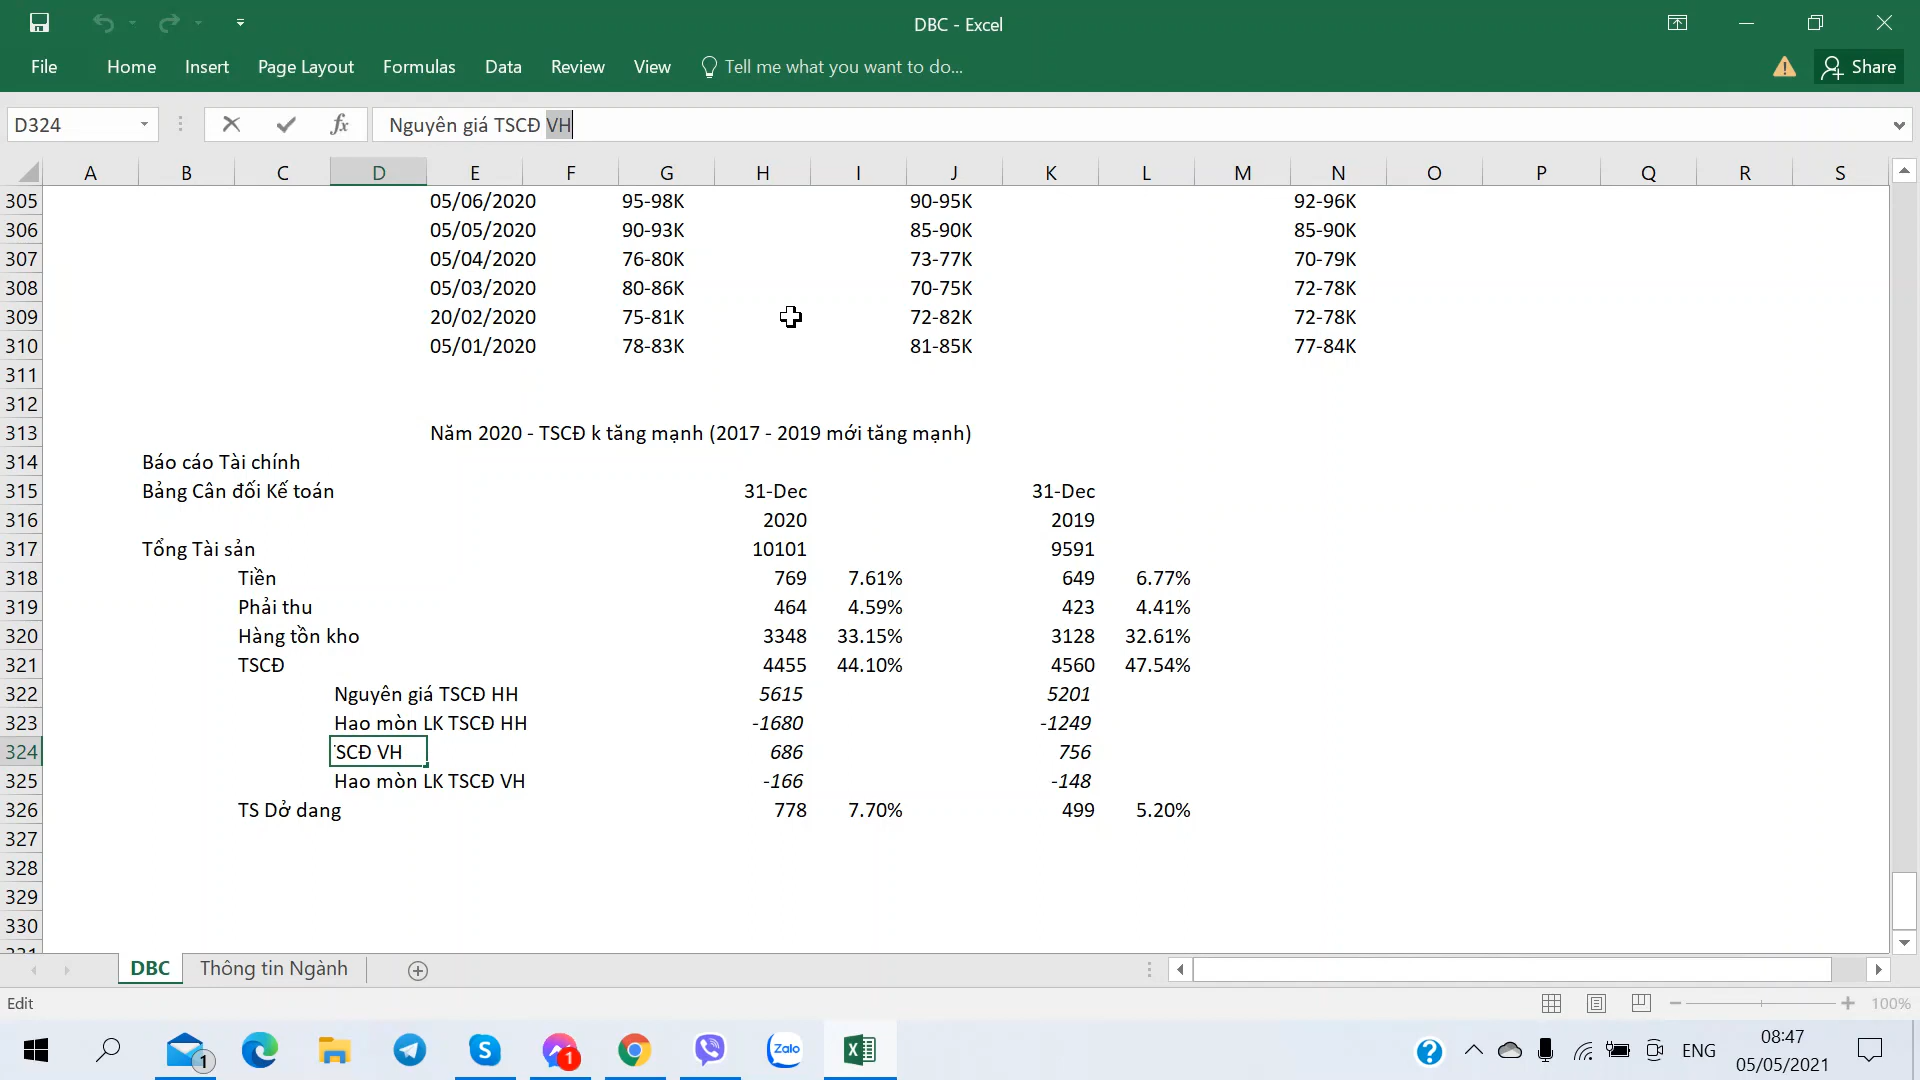 DBC - Excel
File Home Insert Page Layout Formulas Data Review View Tell me what you want to do... Share
D324 fx Nguyên giá TSCĐ VH
A B C D E F G H I J K L M N O P Q R S
305 05/06/2020 95-98K 90-95K 92-96K
306 05/05/2020 90-93K 85-90K 85-90K
307 05/04/2020 76-80K 73-77K 70-79K
308 05/03/2020 80-86K 70-75K 72-78K
309 20/02/2020 75-81K 72-82K 72-78K
310 05/01/2020 78-83K 81-85K 77-84K
311
312
313 Năm 2020 - TSCĐ k tăng mạnh (2017 - 2019 mới tăng mạnh)
314 Báo cáo Tài chính
315 Bảng Cân đối Kế toán 31-Dec 31-Dec
316 2020 2019
317 Tổng Tài sản 10101 9591
318 Tiền 769 7.61% 649 6.77%
319 Phải thu 464 4.59% 423 4.41%
320 Hàng tồn kho 3348 33.15% 3128 32.61%
321 TSCĐ 4455 44.10% 4560 47.54%
322 Nguyên giá TSCĐ HH 5615 5201
323 Hao mòn LK TSCĐ HH -1680 -1249
324 SCĐ VH 686 756
325 Hao mòn LK TSCĐ VH -166 -148
326 TS Dở dang 778 7.70% 499 5.20%
327
328
329
330
DBC Thông tin Ngành
Edit 100%
1 1 Zalo ENG 08:47
05/05/2021